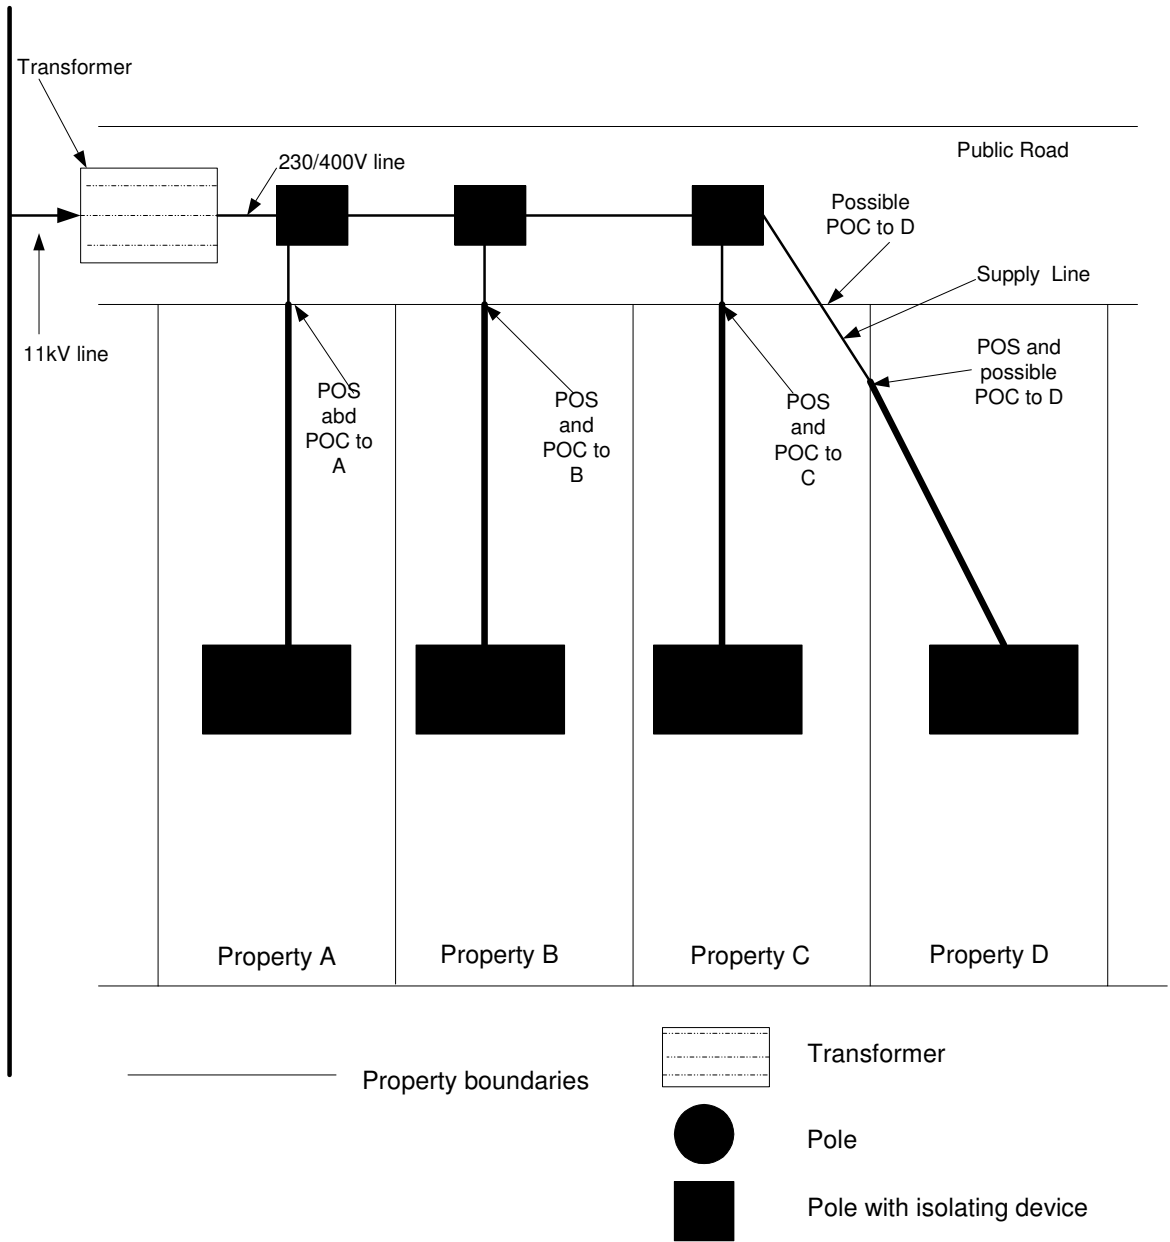 Transformer
Public Road
230/400V line
Possible
POC to D
Supply  Line
11kV line
POS and
possible
POC to D
POS
abd
POC to
A
POS
and
POC to
B
POS
and
POC to
C
Property A
Property B
Property C
Property D
Transformer
Property boundaries
Pole
Pole with isolating device